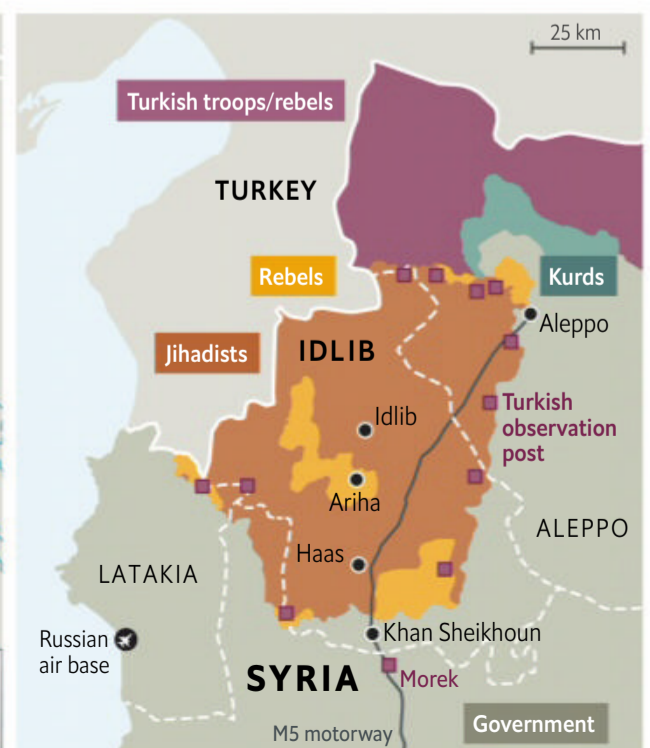 25 km
Turkish troops/rebels
TURKEY
Rebels
Kurds
Aleppo
Jihadists
IDLIB
Idlib
Turkish
observation
post
Ariha
ALEPPO
Haas
LATAKIA
Russian
air base
Khan Sheikhoun
SYRIA
Morek
Government
M5 motorway